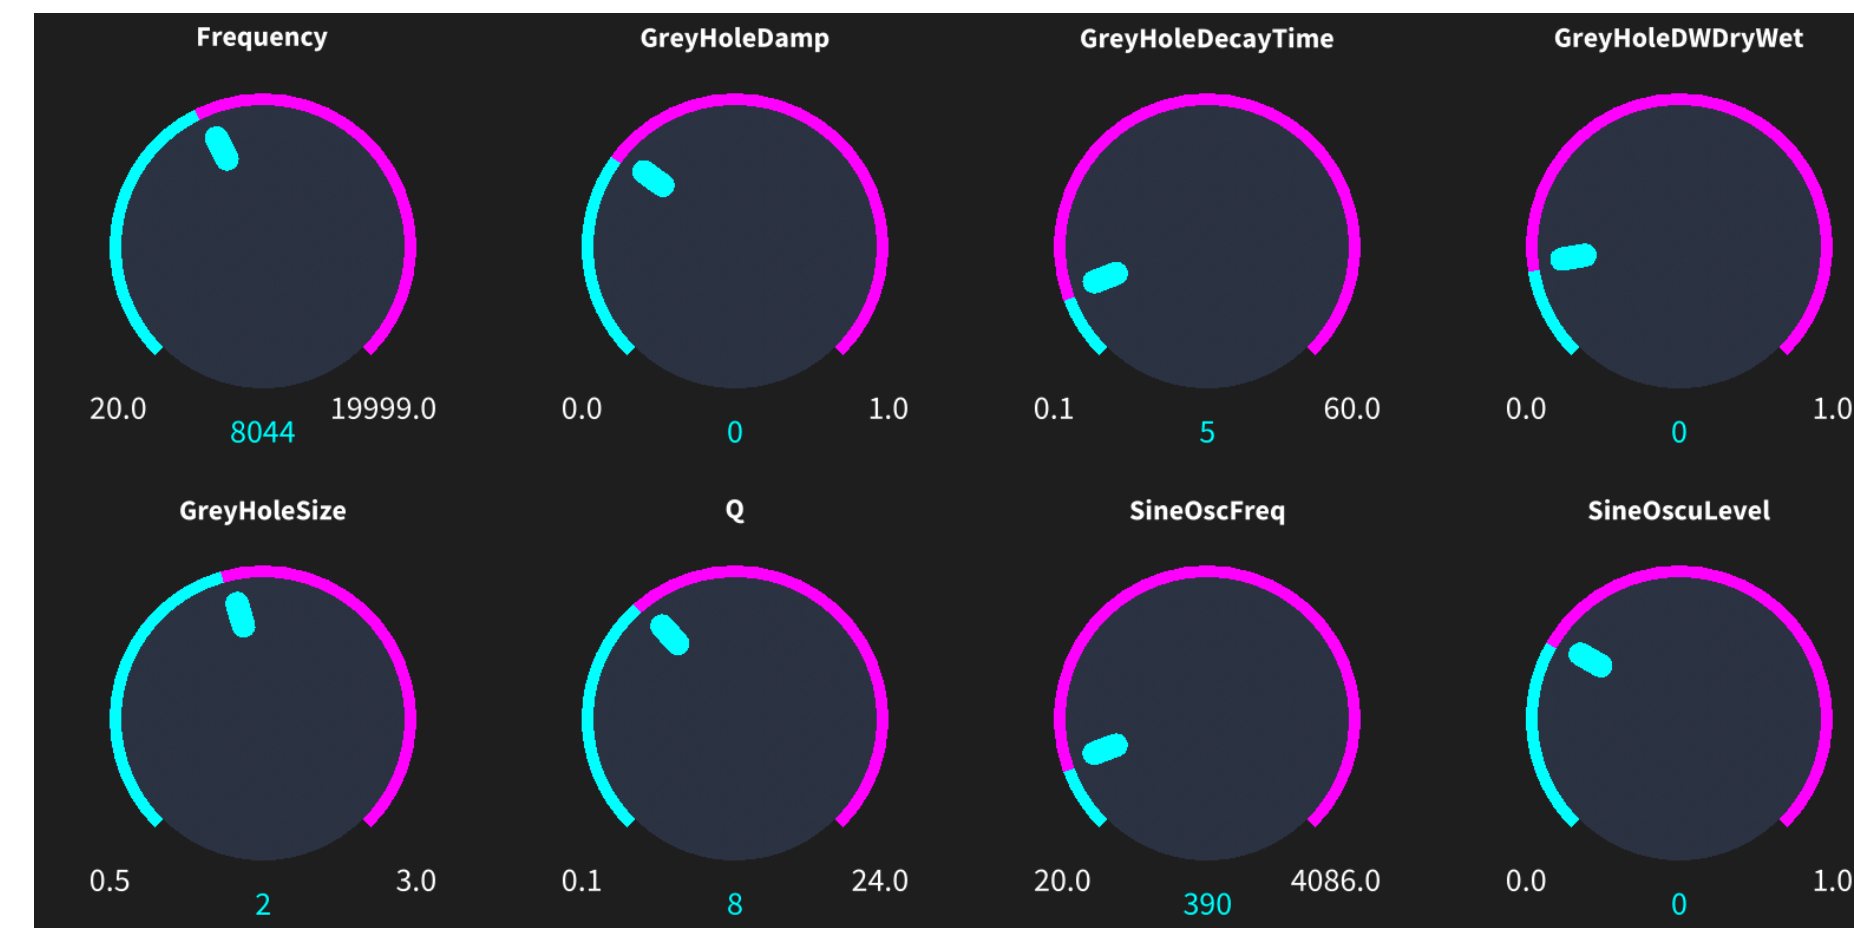 Frequency GreyHoleDamp GreyHoleDecayTime GreyHoleDWDryWet
20.0 19999.0 0.0 1.0 0.1 60.0 0.0 1.0
8044 0 5 0
GreyHoleSize Q SineOscFreq SineOscuLevel
0.5 3.0 0.1 24.0 20.0 4086.0 0.0 1.0
2 8 390 0